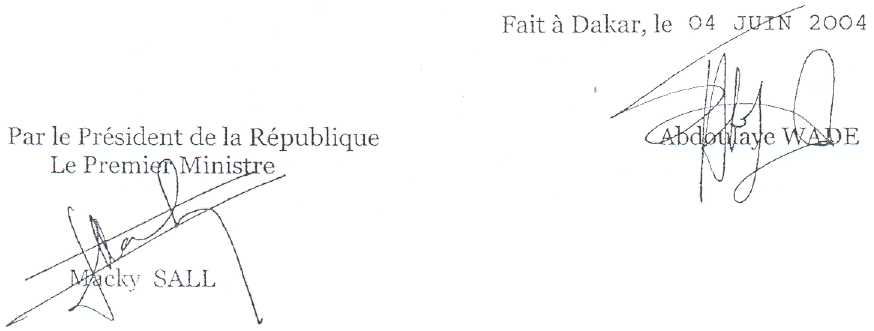 Fait à Dakar, le 04 JUIN 2004
Abdoulaye WADE
Par le Président de la République
Le Premier Ministre
Macky SALL